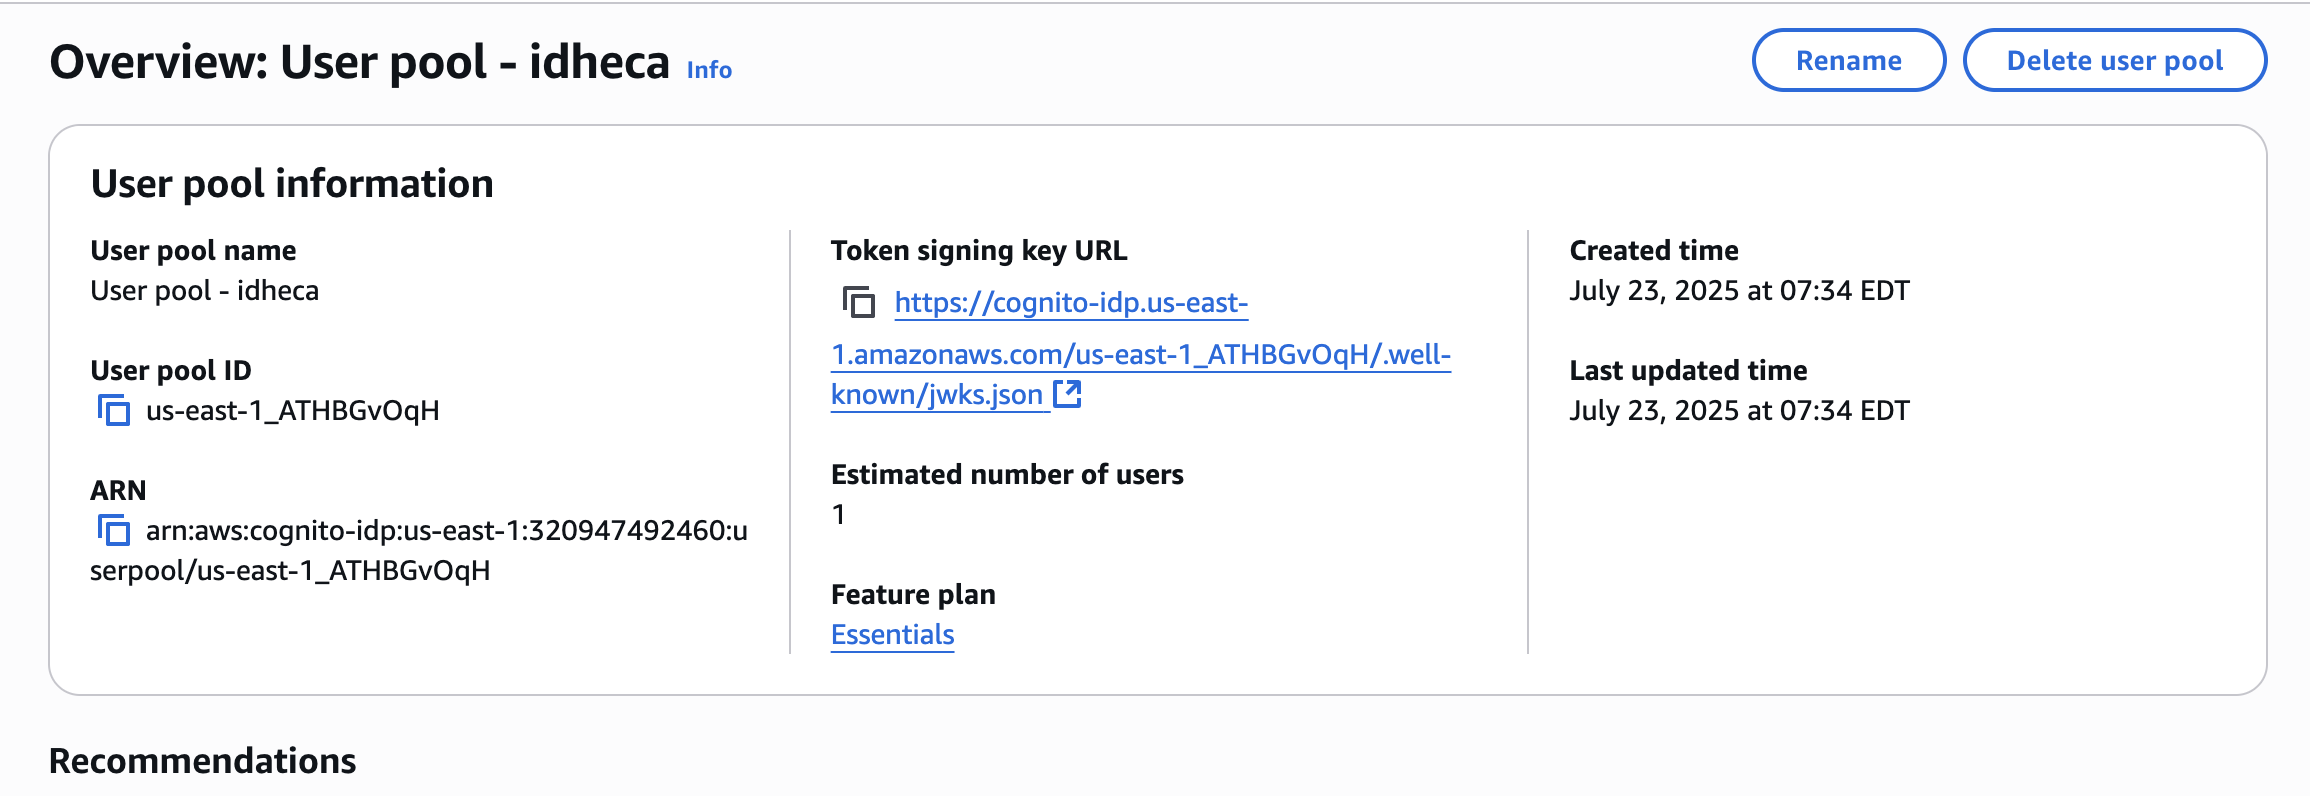 Overview: User pool - idheca Info
Rename
Delete user pool
User pool information
User pool name
User pool - idheca
User pool ID
us-east-1_ATHBGvOqH
ARN
arn:aws:cognito-idp:us-east-1:320947492460:u
serpool/us-east-1_ATHBGvOqH
Token signing key URL
https://cognito-idp.us-east-
1.amazonaws.com/us-east-1_ATHBGvOqH/.well-
known/jwks.json
Estimated number of users
1
Feature plan
Essentials
Created time
July 23, 2025 at 07:34 EDT
Last updated time
July 23, 2025 at 07:34 EDT
Recommendations